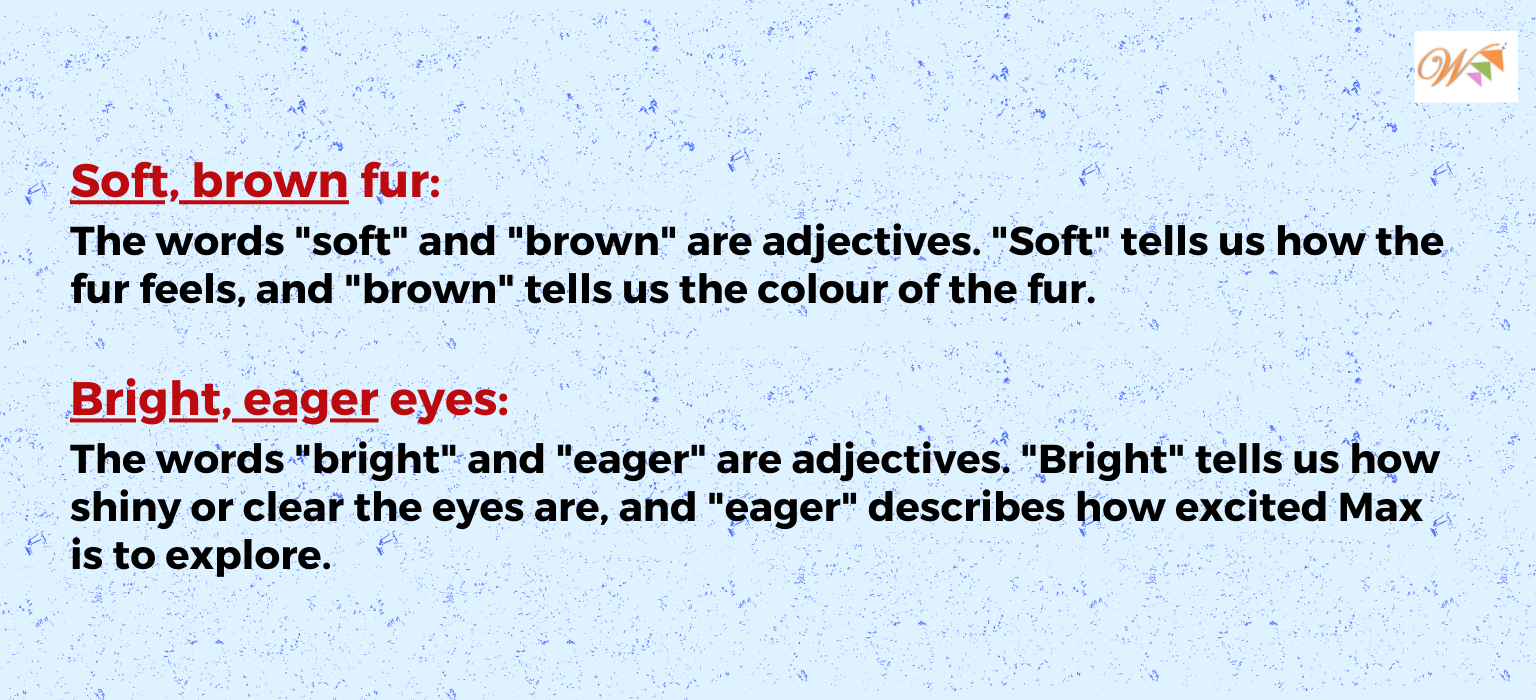 W
Soft, brown fur:
The words "soft" and "brown" are adjectives. "Soft" tells us how the
fur feels, and "brown" tells us the colour of the fur.
Bright, eager eyes:
The words "bright" and "eager" are adjectives. "Bright" tells us how
shiny or clear the eyes are, and "eager" describes how excited Max
is to explore.